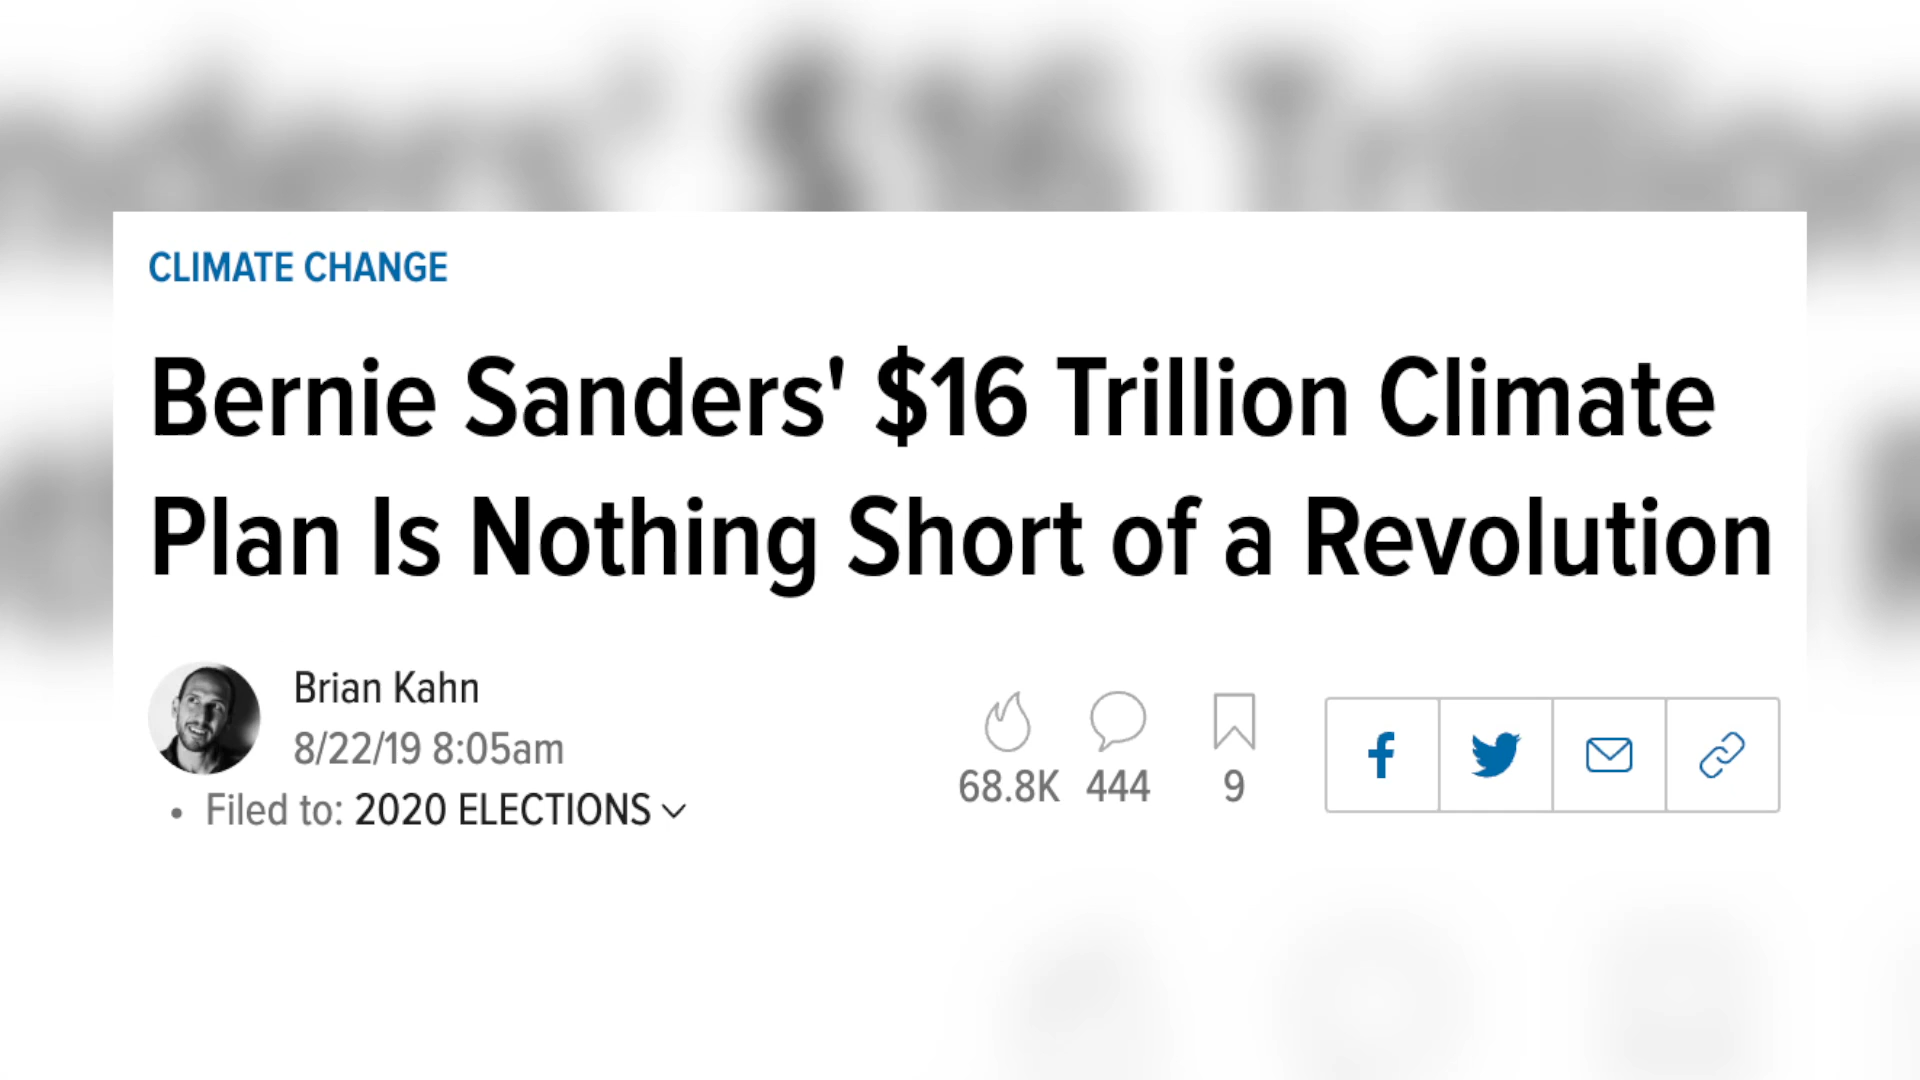 CLIMATE CHANGE
Bernie Sanders' $16 Trillion Climate
Plan Is Nothing Short of a Revolution
Brian Kahn
8/22/19 8:05am
• Filed to: 2020 ELECTIONS
68.8K 444 9